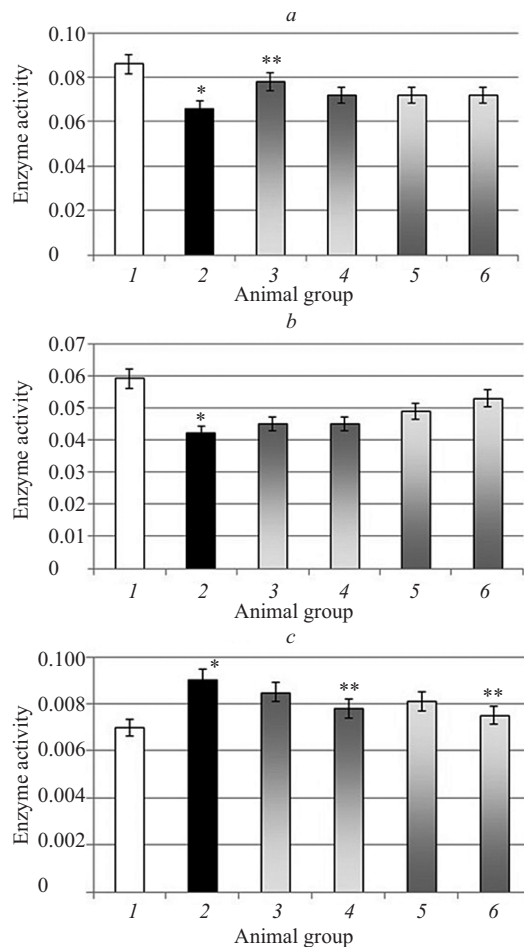 a
0.10
0.08
0.06
0.04
0.02
0
Enzyme activity
*
**
1 2 3 4 5 6
Animal group
b
0.07
0.06
0.05
0.04
0.03
0.02
0.01
0
Enzyme activity
*
1 2 3 4 5 6
Animal group
c
0.100
0.008
0.006
0.004
0.002
0
Enzyme activity
*
**
**
1 2 3 4 5 6
Animal group